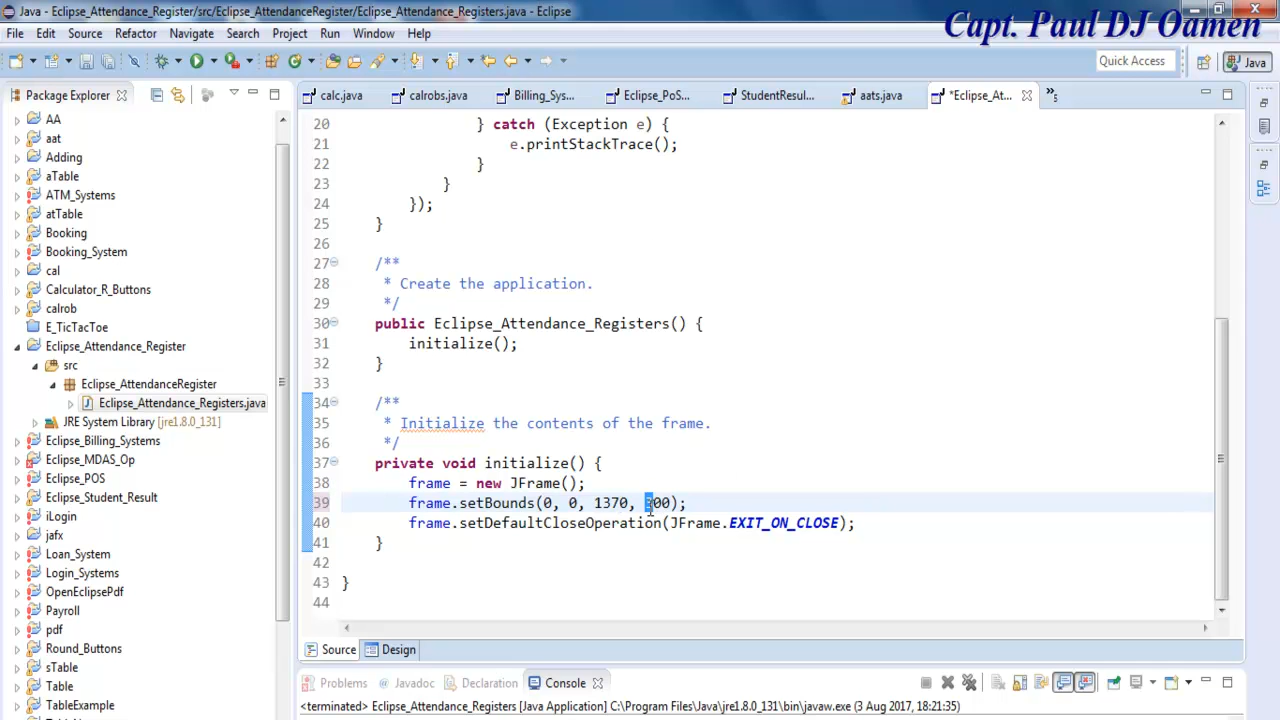 Java - Eclipse_Attendance_Register/src/Eclipse_AttendanceRegister/Eclipse_Attendance_Registers.java - Eclipse
Capt. Paul DJ Oamen
File Edit Source Refactor Navigate Search Project Run Window Help
Quick Access
Java
Package Explorer
calc.java
calrobs.java
Billing_Sys...
Eclipse_PoS...
StudentResul...
aats.java
*Eclipse_At...
5
AA
aat
Adding
aTable
ATM_Systems
atTable
Booking
Booking_System
cal
Calculator_R_Buttons
calrob
E_TicTacToe
Eclipse_Attendance_Register
src
Eclipse_AttendanceRegister
Eclipse_Attendance_Registers.java
JRE System Library [jre1.8.0_131]
Eclipse_Billing_Systems
Eclipse_MDAS_Op
Eclipse_POS
Eclipse_Student_Result
iLogin
jafx
Loan_System
Login_Systems
OpenEclipsePdf
Payroll
pdf
Round_Buttons
sTable
Table
TableExample
20 } catch (Exception e) {
21 e.printStackTrace();
22 }
23 }
24 });
25 }
26
27 /**
28 * Create the application.
29 */
30 public Eclipse_Attendance_Registers() {
31 initialize();
32 }
33
34 /**
35 * Initialize the contents of the frame.
36 */
37 private void initialize() {
38 frame = new JFrame();
39 frame.setBounds(0, 0, 1370, 00);
40 frame.setDefaultCloseOperation(JFrame.EXIT_ON_CLOSE);
41 }
42
43 }
44
Source Design
Problems Javadoc Declaration Console
<terminated> Eclipse_Attendance_Registers [Java Application] C:\Program Files\Java\jre1.8.0_131\bin\javaw.exe (3 Aug 2017, 18:21:35)